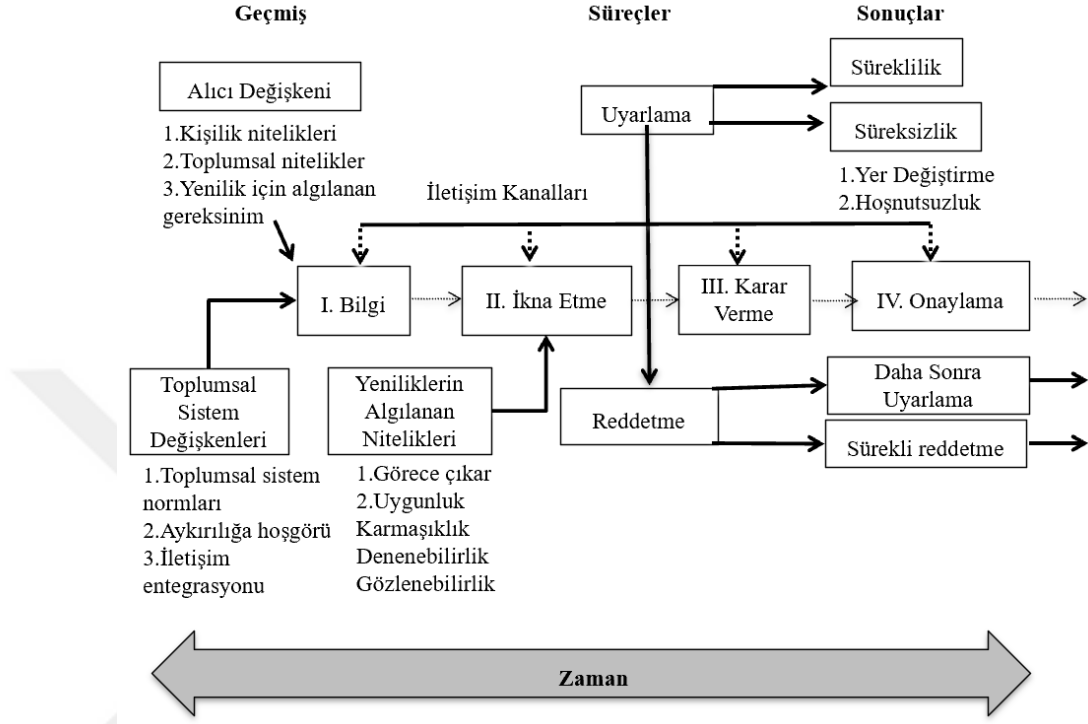 Geçmiş
Süreçler
Sonuçlar
Alıcı Değişkeni
1.Kişilik nitelikleri
2.Toplumsal nitelikler
3.Yenilik için algılanan
gereksinim
Uyarlama
Süreklilik
Süreksizlik
1.Yer Değiştirme
2.Hoşnutsuzluk
İletişim Kanalları
I. Bilgi
II. İkna Etme
III. Karar
Verme
IV. Onaylama
Toplumsal
Sistem
Değişkenleri
1.Toplumsal sistem
normları
2.Aykırılığa hoşgörü
3.İletişim
entegrasyonu
Yeniliklerin
Algılanan
Nitelikleri
1.Görece çıkar
2.Uygunluk
Karmaşıklık
Denenebilirlik
Gözlenebilirlik
Reddetme
Daha Sonra
Uyarlama
Sürekli reddetme
Zaman